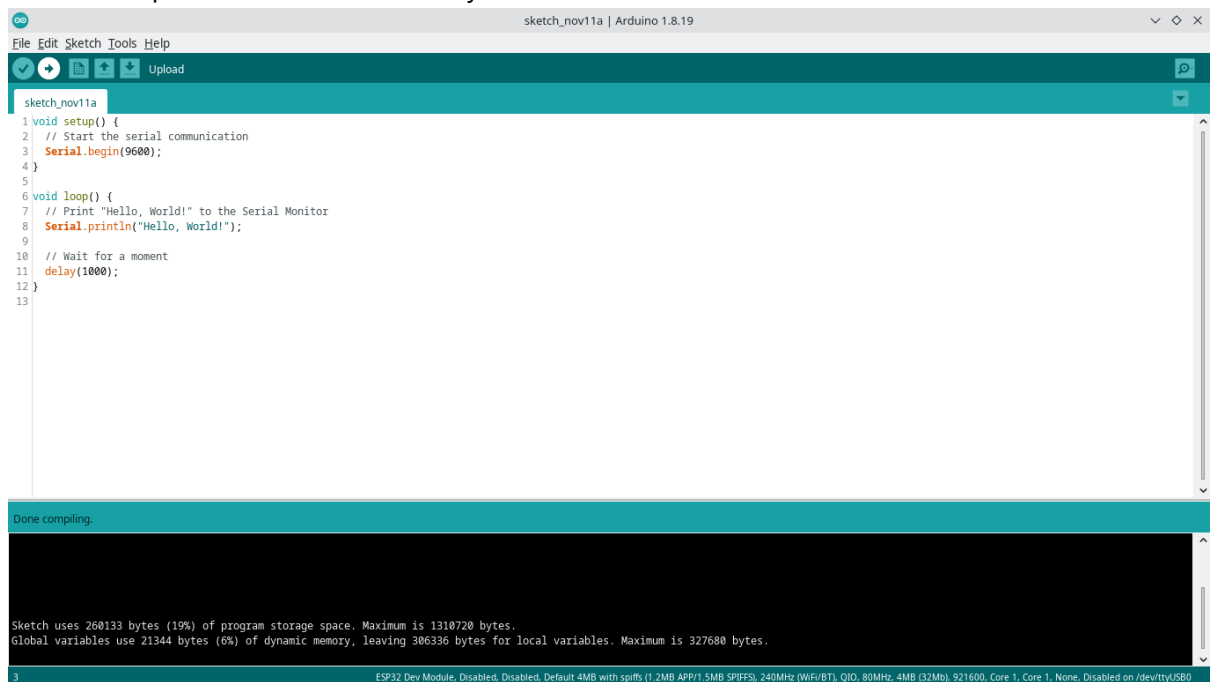 sketch_nov11a | Arduino 1.8.19
File Edit Sketch Tools Help
Upload
sketch_nov11a
1 void setup() {
2   // Start the serial communication
3   Serial.begin(9600);
4 }
5
6 void loop() {
7   // Print "Hello, World!" to the Serial Monitor
8   Serial.println("Hello, World!");
9
10   // Wait for a moment
11   delay(1000);
12 }
13
Done compiling.
Sketch uses 260133 bytes (19%) of program storage space. Maximum is 1310720 bytes.
Global variables use 21344 bytes (6%) of dynamic memory, leaving 306336 bytes for local variables. Maximum is 327680 bytes.
3 ESP32 Dev Module, Disabled, Disabled, Default 4MB with spiffs (1.2MB APP/1.5MB SPIFFS), 240MHz (WiFi/BT), QIO, 80MHz, 4MB (32Mb), 921600, Core 1, Core 1, None, Disabled on /dev/ttyUSB0